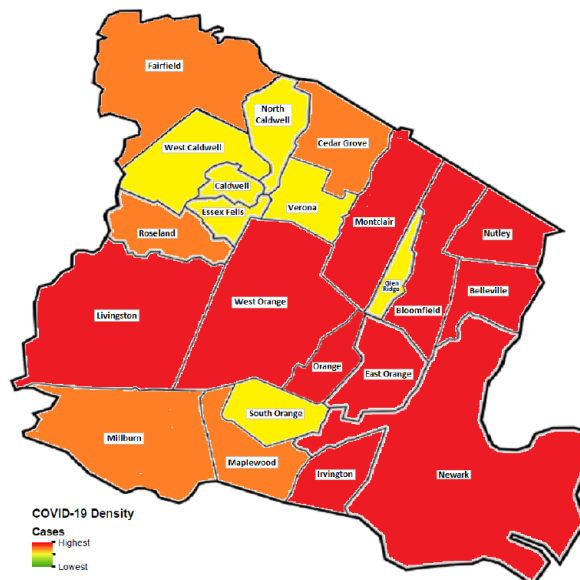 Fairfield
North
Caldwell
West Caldwell
Cedar Grove
Caldwell
Essex Fells
Verona
Montclair
Roseland
Nutley
Glen
Ridge
Belleville
Livingston
West Orange
Bloomfield
Orange
East Orange
South Orange
Millburn
Maplewood
Irvington
Newark
COVID-19 Density
Cases
Highest
Lowest